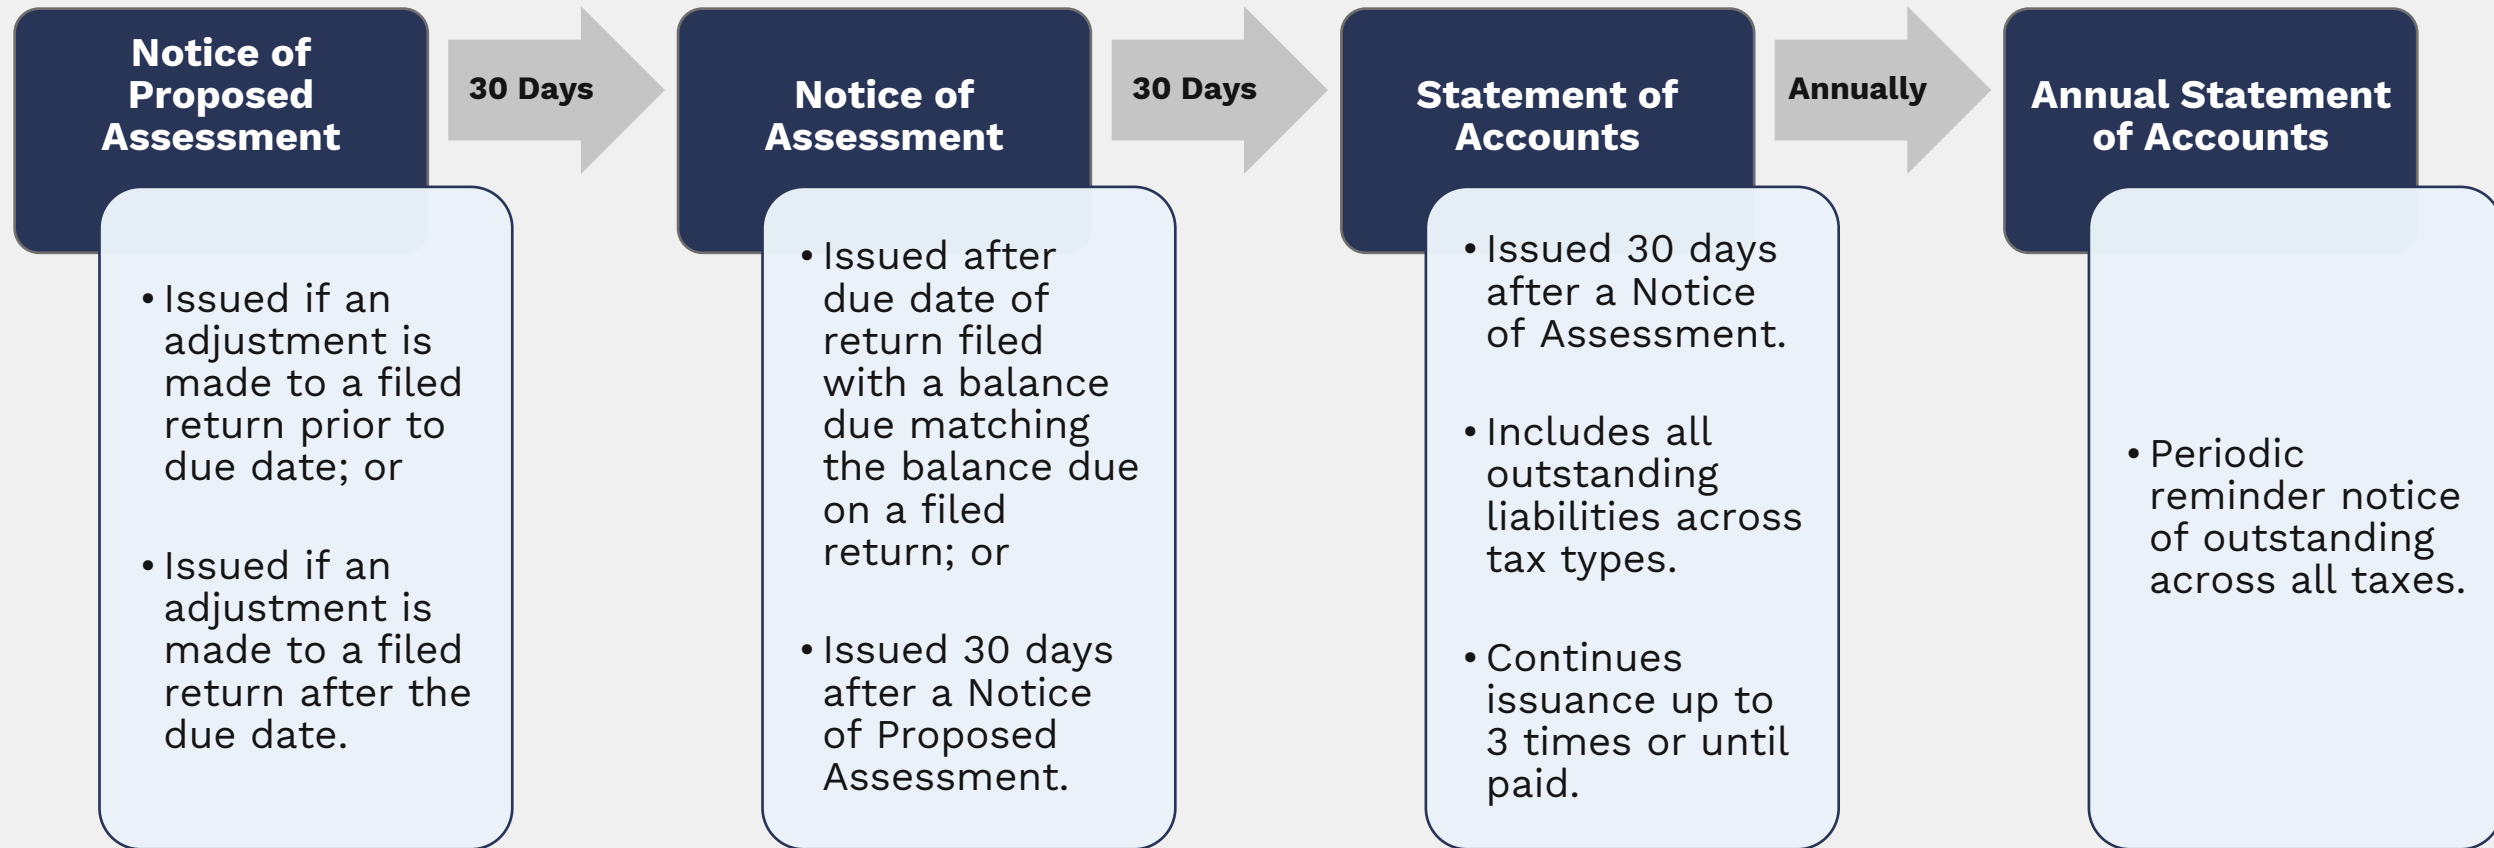 Notice of
Proposed
Assessment
30 Days
Notice of
Assessment
30 Days
Statement of
Accounts
Annually
Annual Statement
of Accounts
• Issued if an
adjustment is
made to a filed
return prior to
due date; or
• Issued if an
adjustment is
made to a filed
return after the
due date.
• Issued after
due date of
return filed
with a balance
due matching
the balance due
on a filed
return; or
• Issued 30 days
after a Notice
of Proposed
Assessment.
• Issued 30 days
after a Notice
of Assessment.
• Includes all
outstanding
liabilities across
tax types.
• Continues
issuance up to
3 times or until
paid.
• Periodic
reminder notice
of outstanding
across all taxes.